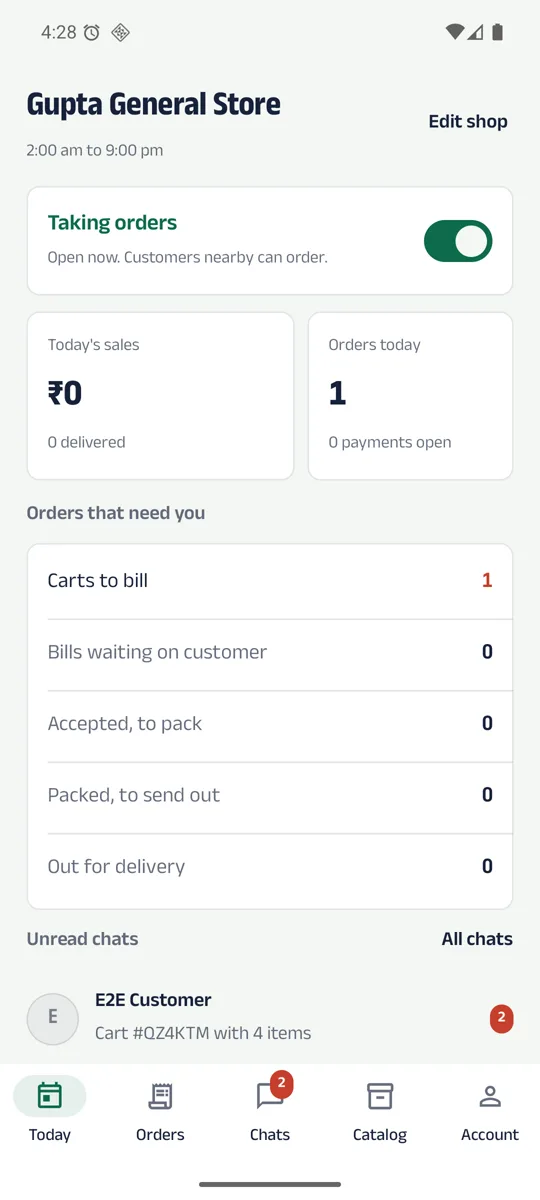 4:28
Gupta General Store
Edit shop
2:00 am to 9:00 pm
Taking orders
Open now. Customers nearby can order.
Today's sales
₹0
0 delivered
Orders today
1
0 payments open
Orders that need you
Carts to bill 1
Bills waiting on customer 0
Accepted, to pack 0
Packed, to send out 0
Out for delivery 0
Unread chats All chats
E
E2E Customer
Cart #QZ4KTM with 4 items
2
2
Today Orders Chats Catalog Account